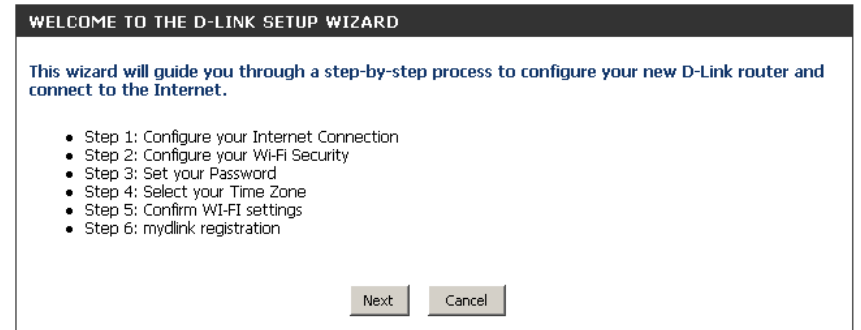 WELCOME TO THE D-LINK SETUP WIZARD
This wizard will guide you through a step-by-step process to configure your new D-Link router and
connect to the Internet.
• Step 1: Configure your Internet Connection
• Step 2: Configure your Wi-Fi Security
• Step 3: Set your Password
• Step 4: Select your Time Zone
• Step 5: Confirm WI-FI settings
• Step 6: mydlink registration
Next Cancel